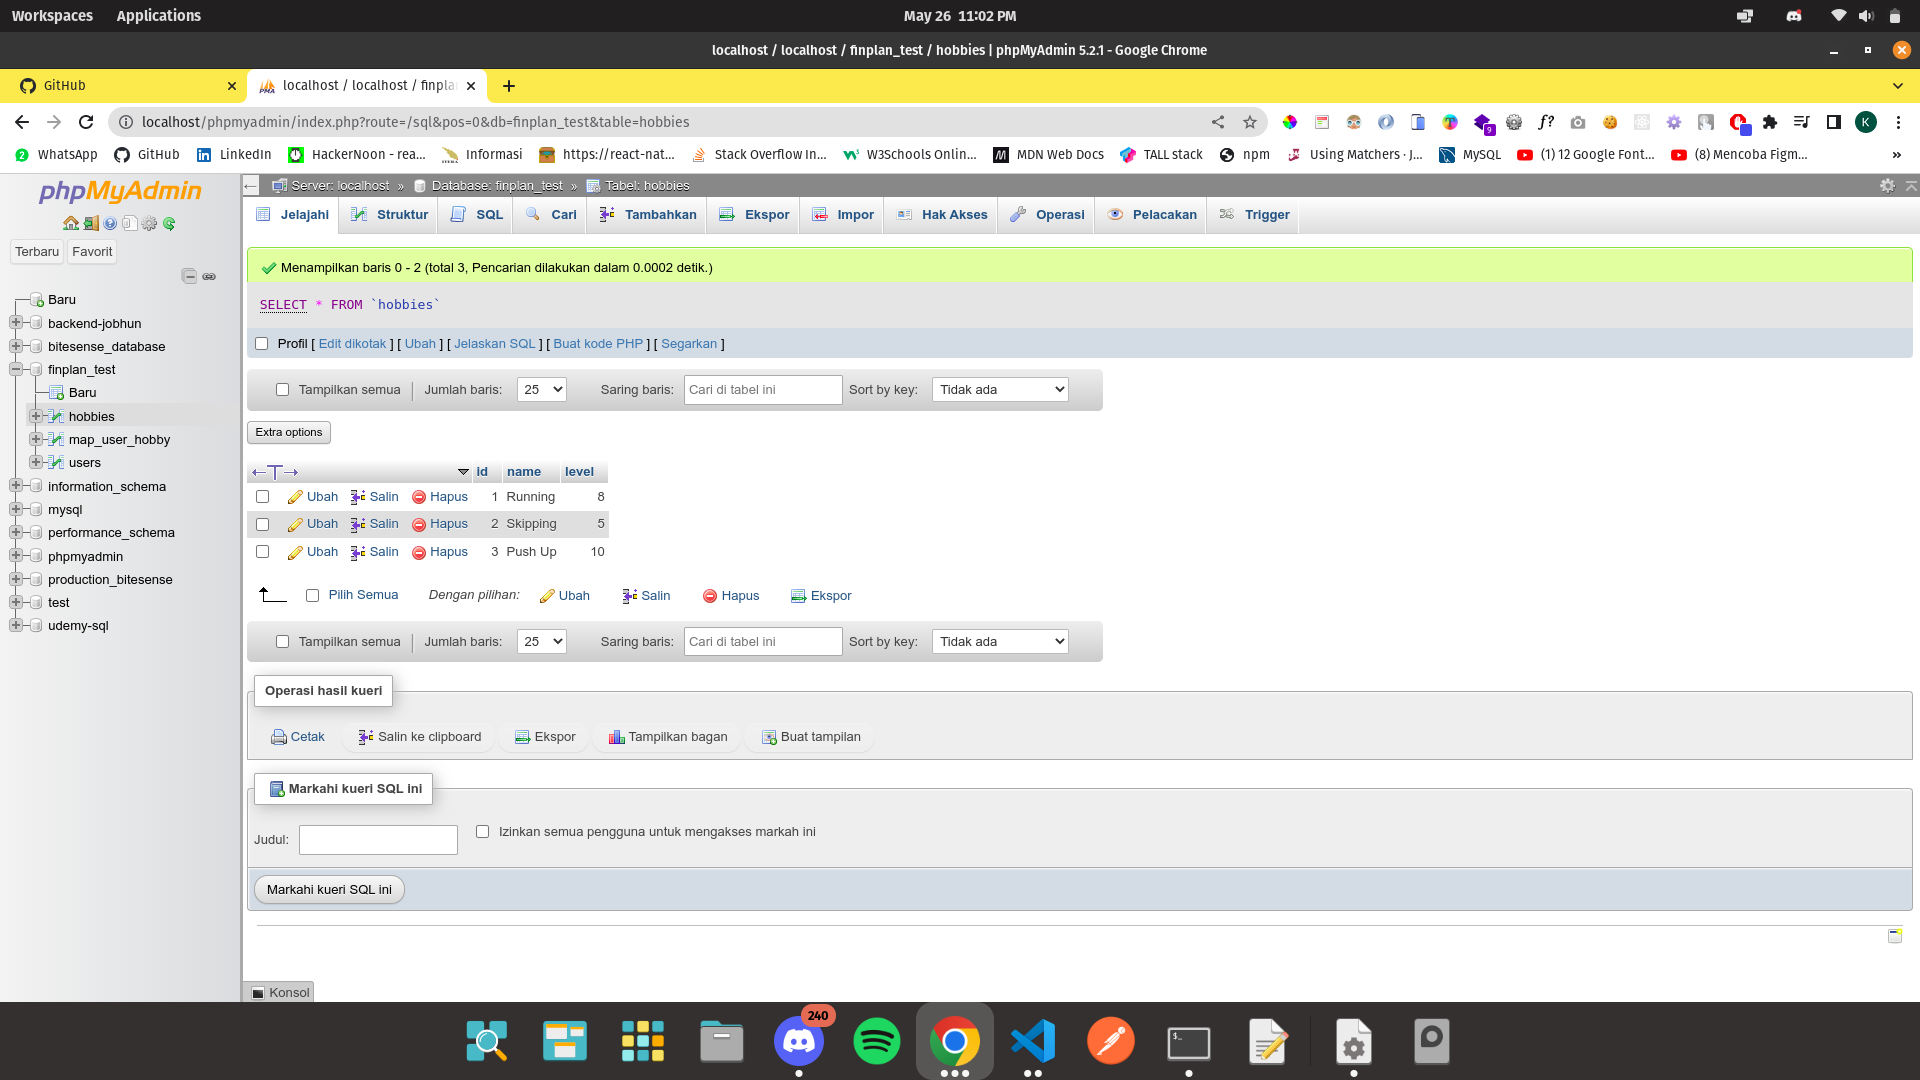 Workspaces Applications May 26 11:02 PM
localhost / localhost / finplan_test / hobbies | phpMyAdmin 5.2.1 - Google Chrome
GitHub localhost / localhost / finpla
localhost/phpmyadmin/index.php?route=/sql&pos=0&db=finplan_test&table=hobbies 9 f? K
WhatsApp GitHub LinkedIn HackerNoon - rea... Informasi https://react-nat... Stack Overflow In... W3Schools Onlin... MDN Web Docs TALL stack npm Using Matchers · J... MySQL (1) 12 Google Font... (8) Mencoba Figm... »
phpMyAdmin
Terbaru Favorit
Baru
backend-jobhun
bitesense_database
finplan_test
Baru
hobbies
map_user_hobby
users
information_schema
mysql
performance_schema
phpmyadmin
production_bitesense
test
udemy-sql
Server: localhost » Database: finplan_test » Tabel: hobbies
Jelajahi Struktur SQL Cari Tambahkan Ekspor Impor Hak Akses Operasi Pelacakan Trigger
Menampilkan baris 0 - 2 (total 3, Pencarian dilakukan dalam 0.0002 detik.)
SELECT * FROM `hobbies`
Profil [ Edit dikotak ] [ Ubah ] [ Jelaskan SQL ] [ Buat kode PHP ] [ Segarkan ]
Tampilkan semua Jumlah baris: 25 Saring baris: Cari di tabel ini Sort by key: Tidak ada
Extra options
←T→ id name level
Ubah Salin Hapus 1 Running 8
Ubah Salin Hapus 2 Skipping 5
Ubah Salin Hapus 3 Push Up 10
Pilih Semua Dengan pilihan: Ubah Salin Hapus Ekspor
Tampilkan semua Jumlah baris: 25 Saring baris: Cari di tabel ini Sort by key: Tidak ada
Operasi hasil kueri
Cetak Salin ke clipboard Ekspor Tampilkan bagan Buat tampilan
Markahi kueri SQL ini
Judul: Izinkan semua pengguna untuk mengakses markah ini
Markahi kueri SQL ini
Konsol
240